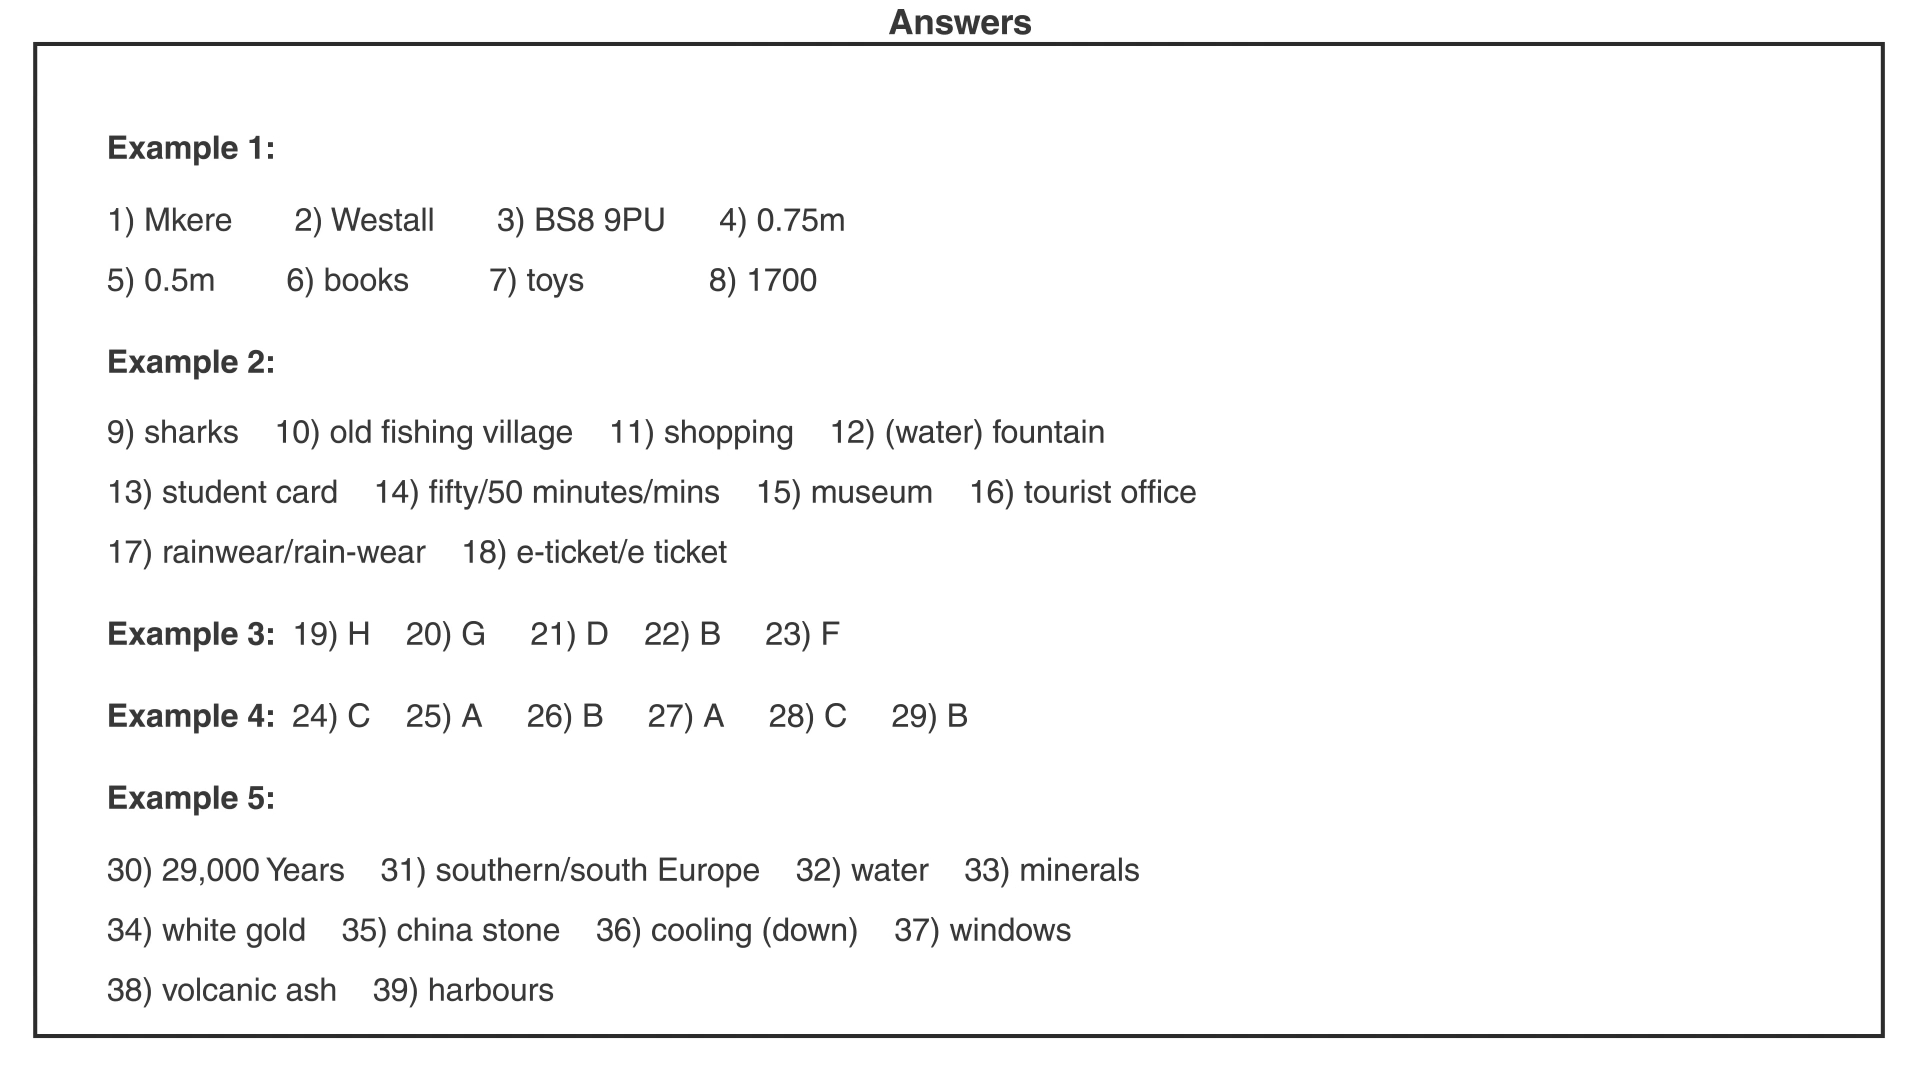 Answers
Example 1:
1) Mkere 2) Westall 3) BS8 9PU 4) 0.75m
5) 0.5m 6) books 7) toys 8) 1700
Example 2:
9) sharks 10) old fishing village 11) shopping 12) (water) fountain
13) student card 14) fifty/50 minutes/mins 15) museum 16) tourist office
17) rainwear/rain-wear 18) e-ticket/e ticket
Example 3: 19) H 20) G 21) D 22) B 23) F
Example 4: 24) C 25) A 26) B 27) A 28) C 29) B
Example 5:
30) 29,000 Years 31) southern/south Europe 32) water 33) minerals
34) white gold 35) china stone 36) cooling (down) 37) windows
38) volcanic ash 39) harbours